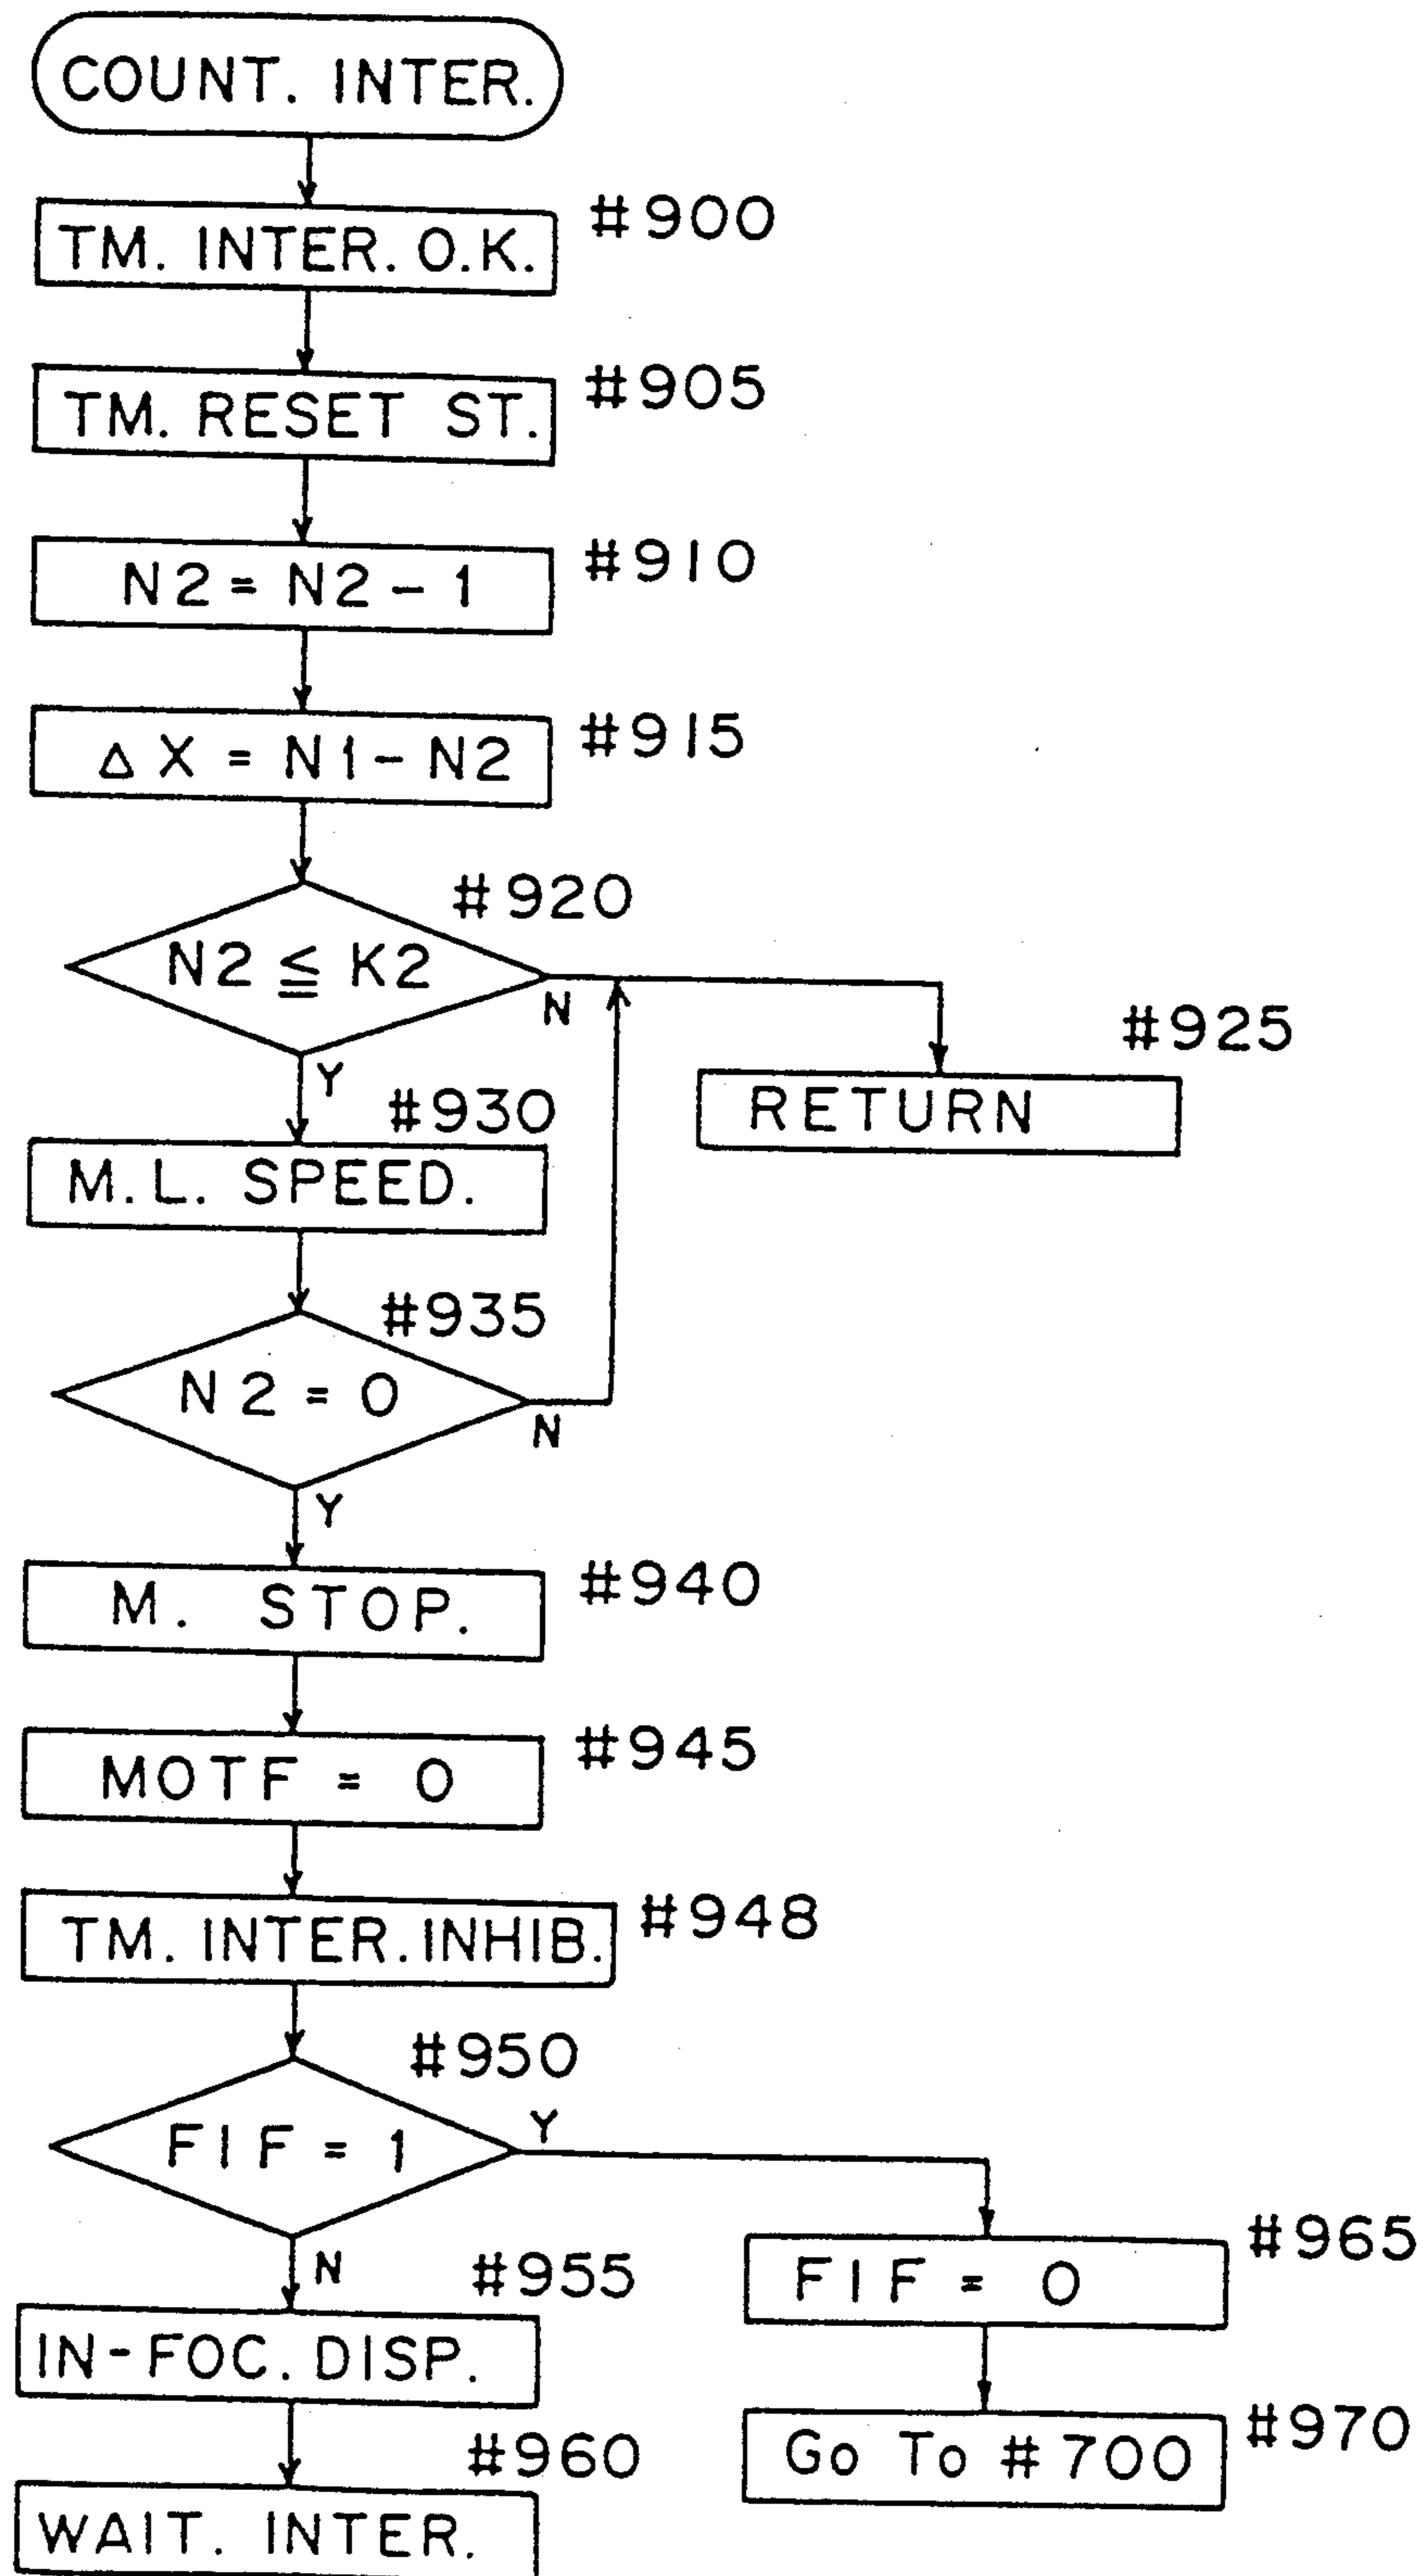 COUNT. INTER.
TM. INTER. O.K. #900
TM. RESET ST. #905
N2 = N2 - 1 #910
Δ X = N1 - N2 #915
#920
N2 ≦ K2
N
Y
#925
RETURN
#930
M. L. SPEED.
#935
N2 = 0
N
Y
M. STOP. #940
MOTF = 0 #945
TM. INTER. INHIB. #948
#950
FIF = 1
Y
N
#955
IN-FOC. DISP.
#965
FIF = 0
#960
WAIT. INTER.
#970
Go To #700